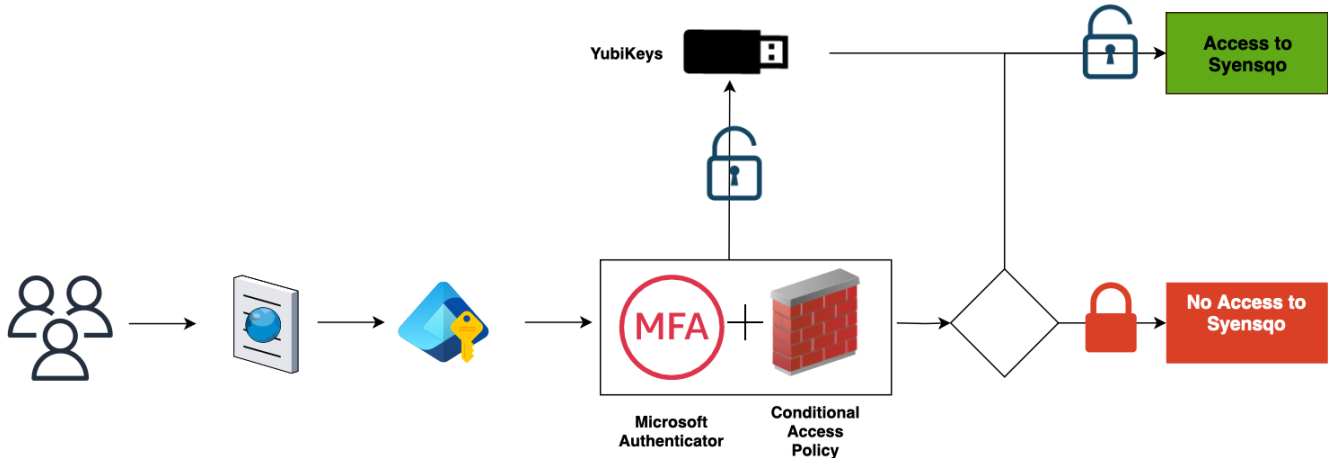 YubiKeys
Access to
Syensqo
MFA
No Access to
Syensqo
Microsoft
Authenticator
Conditional
Access
Policy